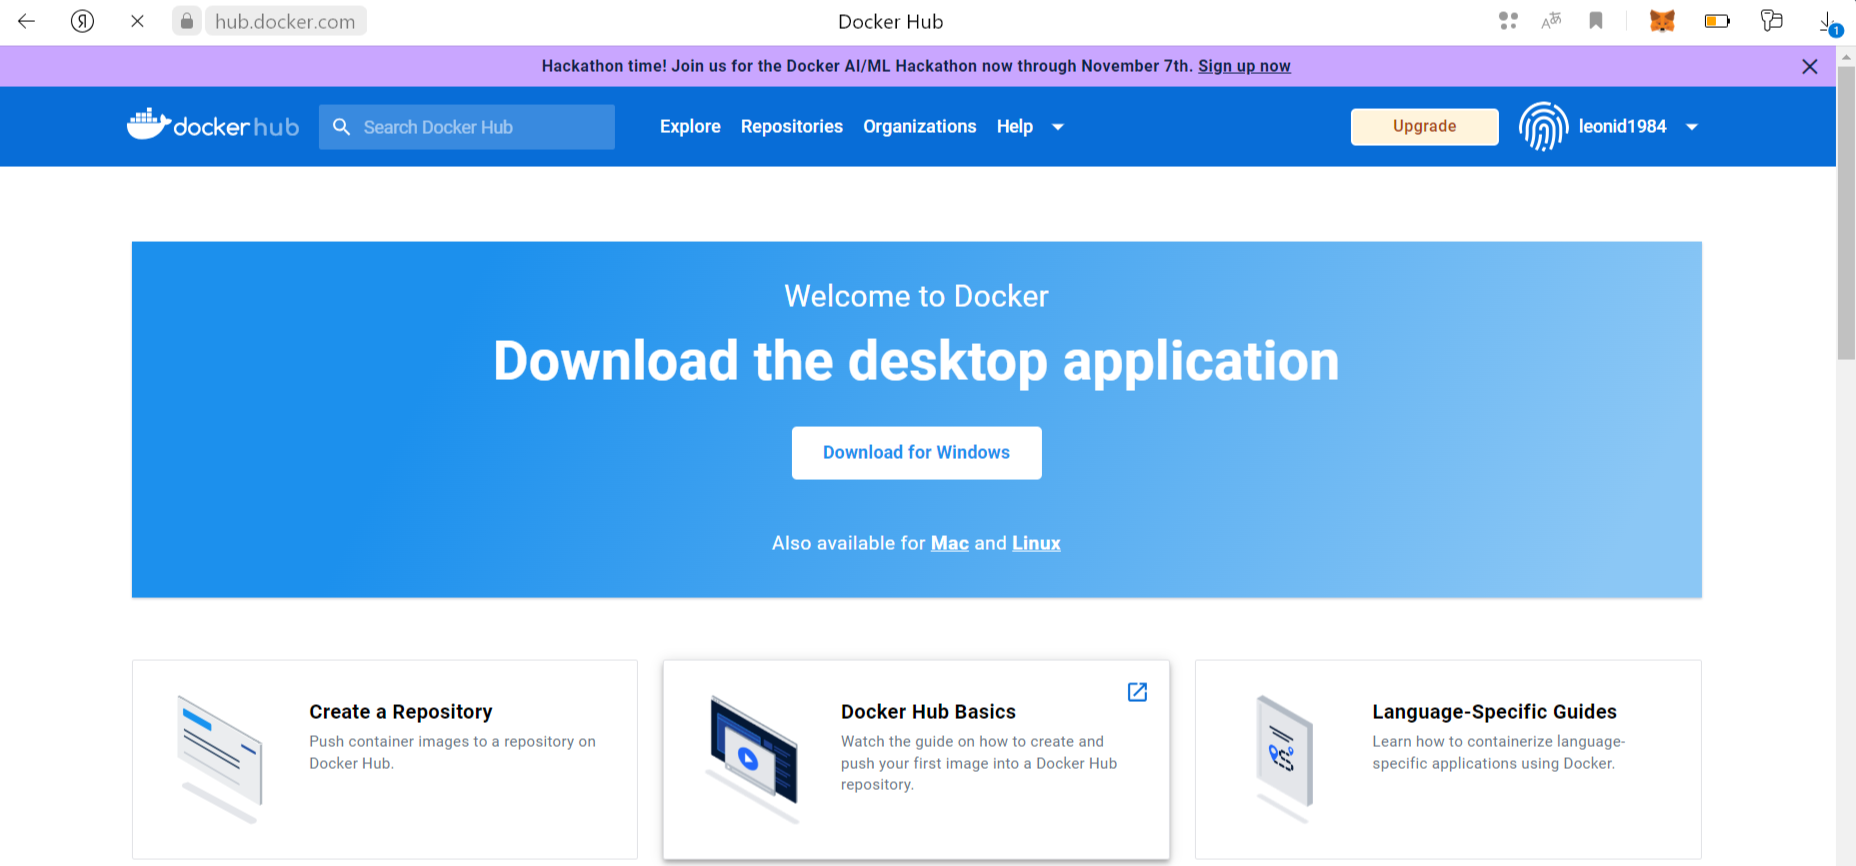 hub.docker.com
Docker Hub
1
Hackathon time! Join us for the Docker AI/ML Hackathon now through November 7th. Sign up now
docker hub
Search Docker Hub
Explore
Repositories
Organizations
Help
Upgrade
leonid1984
Welcome to Docker
Download the desktop application
Download for Windows
Also available for Mac and Linux
Create a Repository
Push container images to a repository on
Docker Hub.
Docker Hub Basics
Watch the guide on how to create and
push your first image into a Docker Hub
repository.
Language-Specific Guides
Learn how to containerize language-
specific applications using Docker.